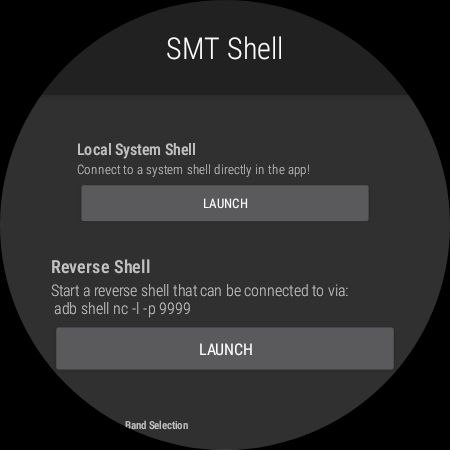 SMT Shell
Local System Shell
Connect to a system shell directly in the app!
LAUNCH
Reverse Shell
Start a reverse shell that can be connected to via:
adb shell nc -l -p 9999
LAUNCH
Band Selection